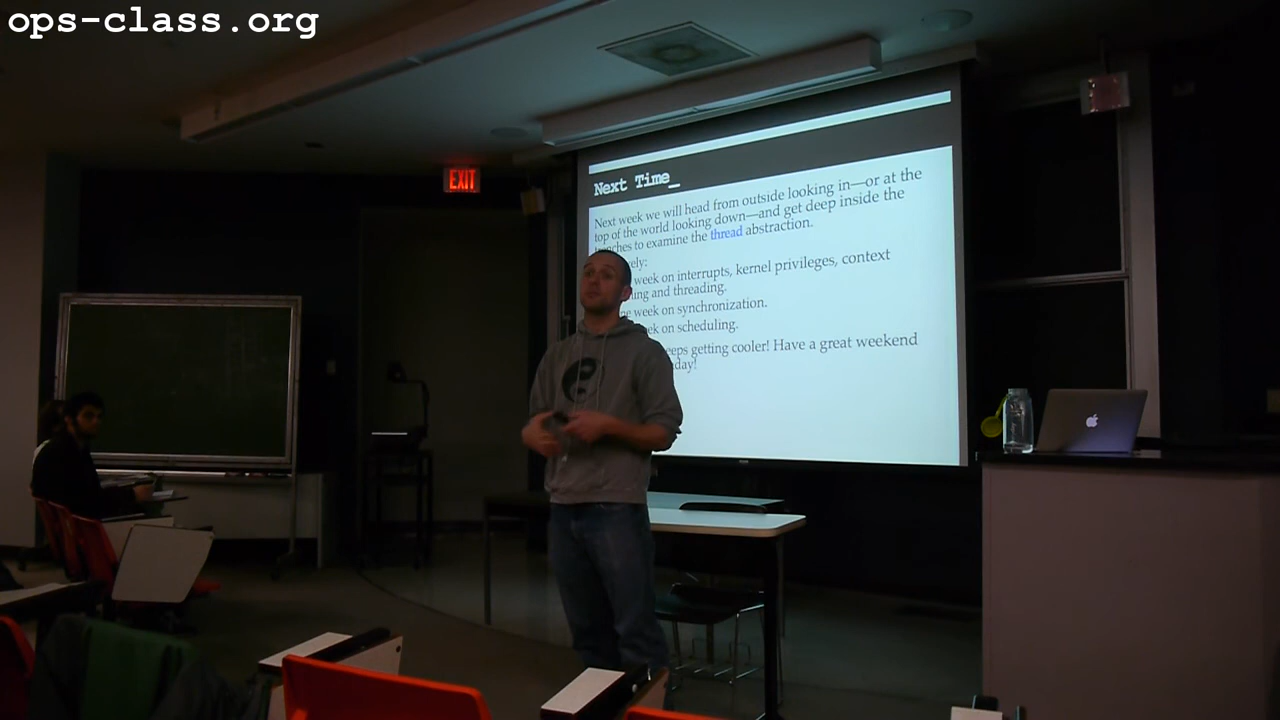 ops-class.org
EXIT
Next Time_
Next week we will head from outside looking in—or at the
top of the world looking down—and get deep inside the
trenches to examine the thread abstraction.
week on interrupts, kernel privileges, context
and threading.
week on synchronization.
on scheduling.
getting cooler! Have a great weekend